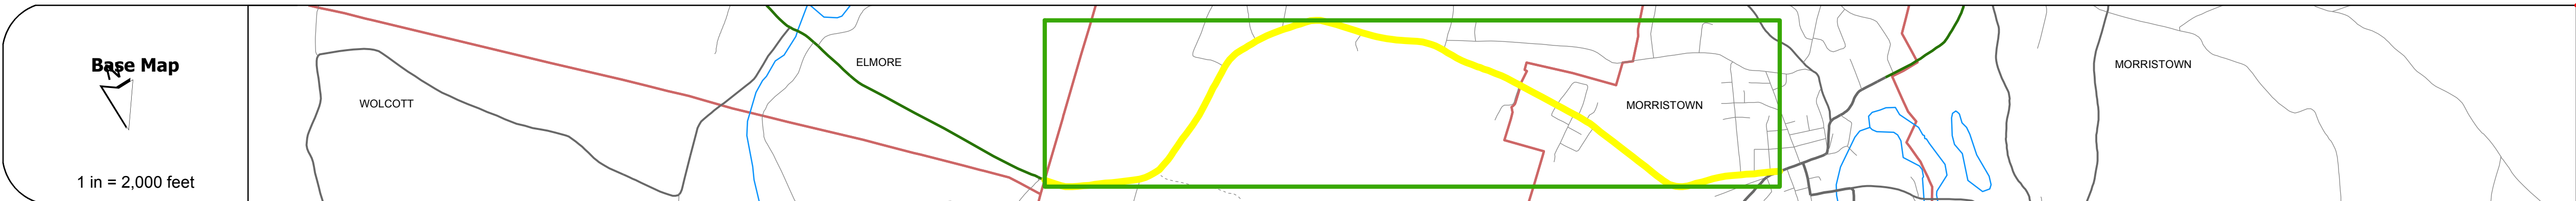 Base Map
N
1 in = 2,000 feet
WOLCOTT
ELMORE
MORRISTOWN
MORRISTOWN